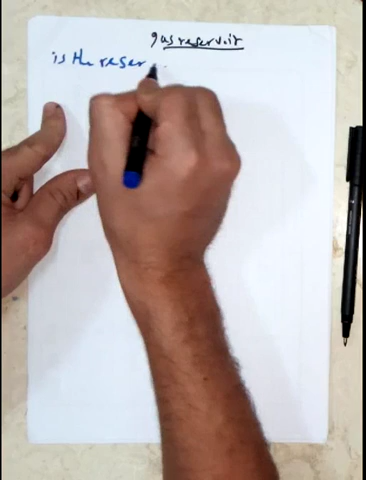 gas reservoir
is the reser